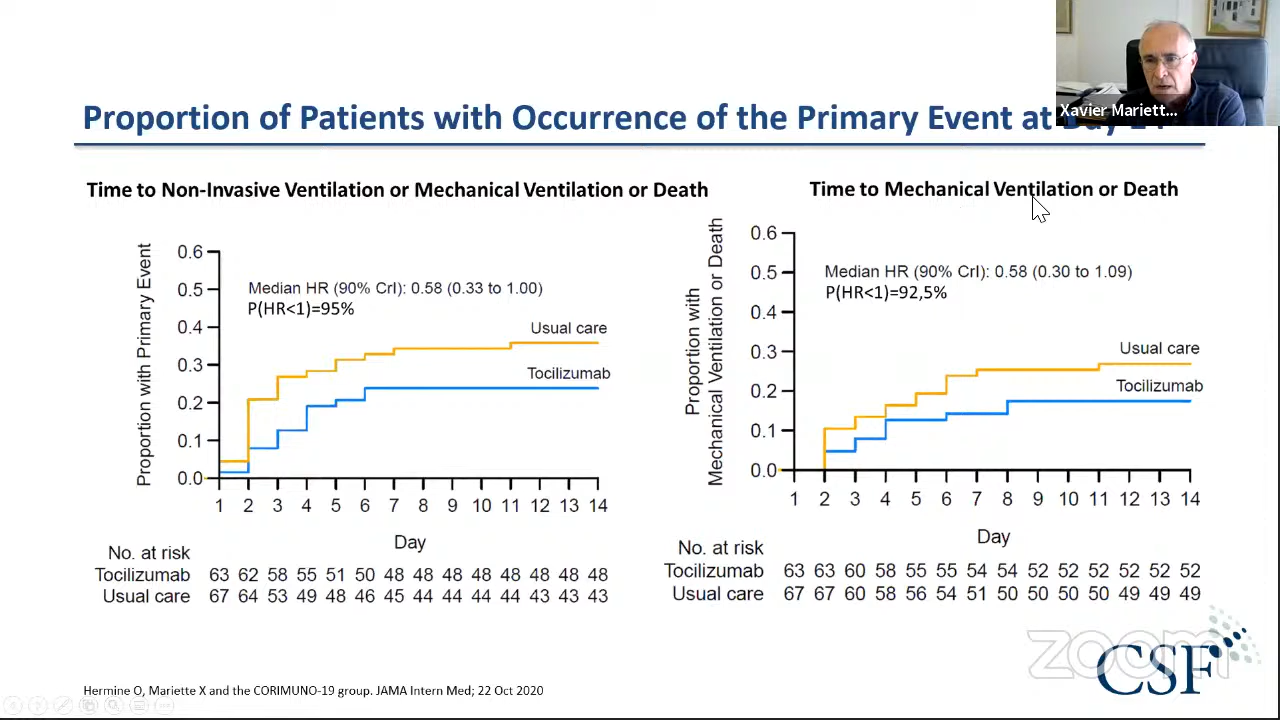 Xavier Mariett...
Proportion of Patients with Occurrence of the Primary Event at
Time to Non-Invasive Ventilation or Mechanical Ventilation or Death
Proportion with Primary Event
0.6
0.5
0.4
0.3
0.2
0.1
0.0
Median HR (90% CrI): 0.58 (0.33 to 1.00)
P(HR<1)=95%
Usual care
Tocilizumab
1 2 3 4 5 6 7 8 9 10 11 12 13 14
Day
No. at risk
Tocilizumab 63 62 58 55 51 50 48 48 48 48 48 48 48 48
Usual care 67 64 53 49 48 46 45 44 44 44 44 43 43 43
Time to Mechanical Ventilation or Death
Proportion with
Mechanical Ventilation or Death
0.6
0.5
0.4
0.3
0.2
0.1
0.0
Median HR (90% CrI): 0.58 (0.30 to 1.09)
P(HR<1)=92,5%
Usual care
Tocilizumab
1 2 3 4 5 6 7 8 9 10 11 12 13 14
Day
No. at risk
Tocilizumab 63 63 60 58 55 55 54 54 52 52 52 52 52 52
Usual care 67 67 60 58 56 54 51 50 50 50 50 49 49 49
Hermine O, Mariette X and the CORIMUNO-19 group. JAMA Intern Med; 22 Oct 2020
zoom
CSF